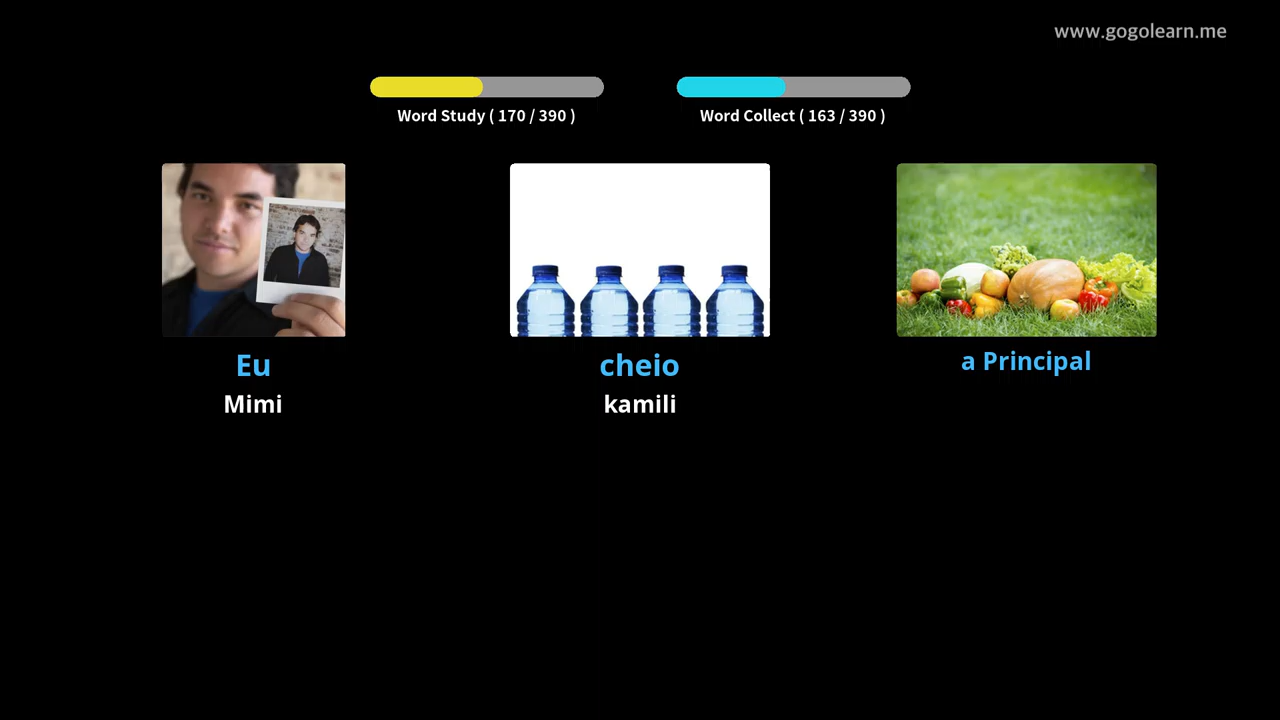 www.gogolearn.me
Word Study ( 170 / 390 )
Word Collect ( 163 / 390 )
Eu
Mimi
cheio
kamili
a Principal